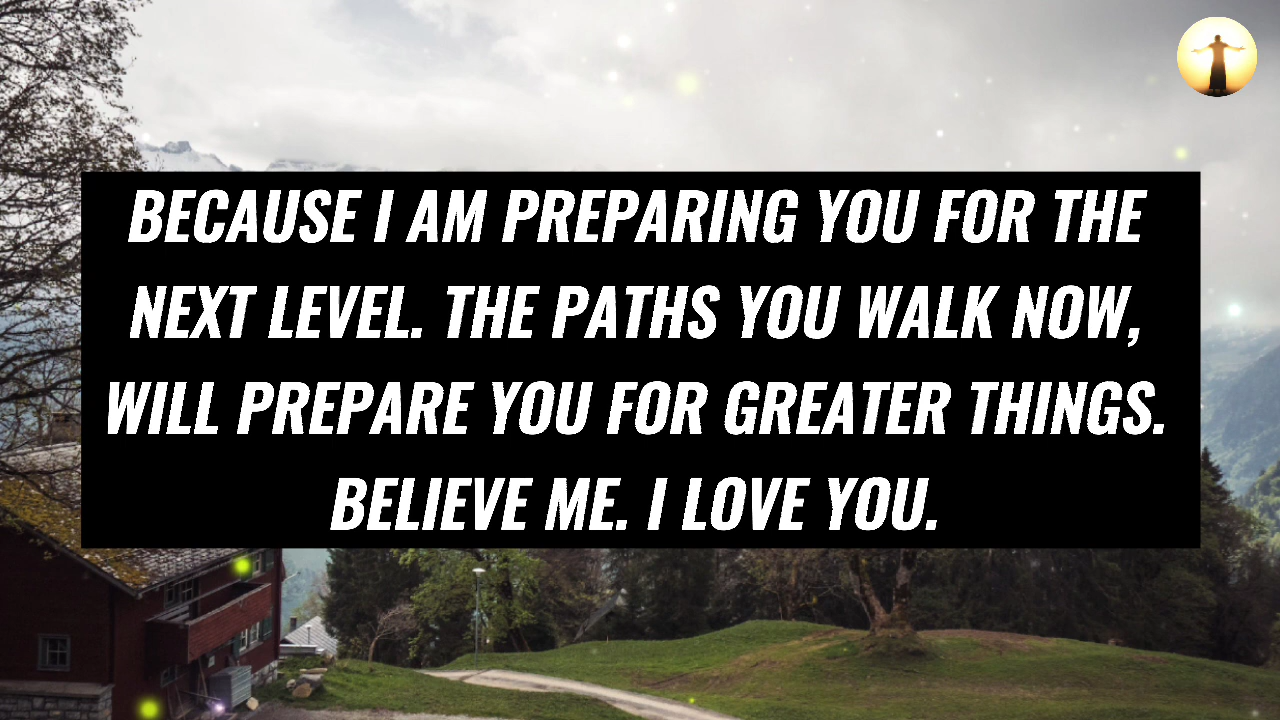 BECAUSE I AM PREPARING YOU FOR THE
NEXT LEVEL. THE PATHS YOU WALK NOW,
WILL PREPARE YOU FOR GREATER THINGS.
BELIEVE ME. I LOVE YOU.